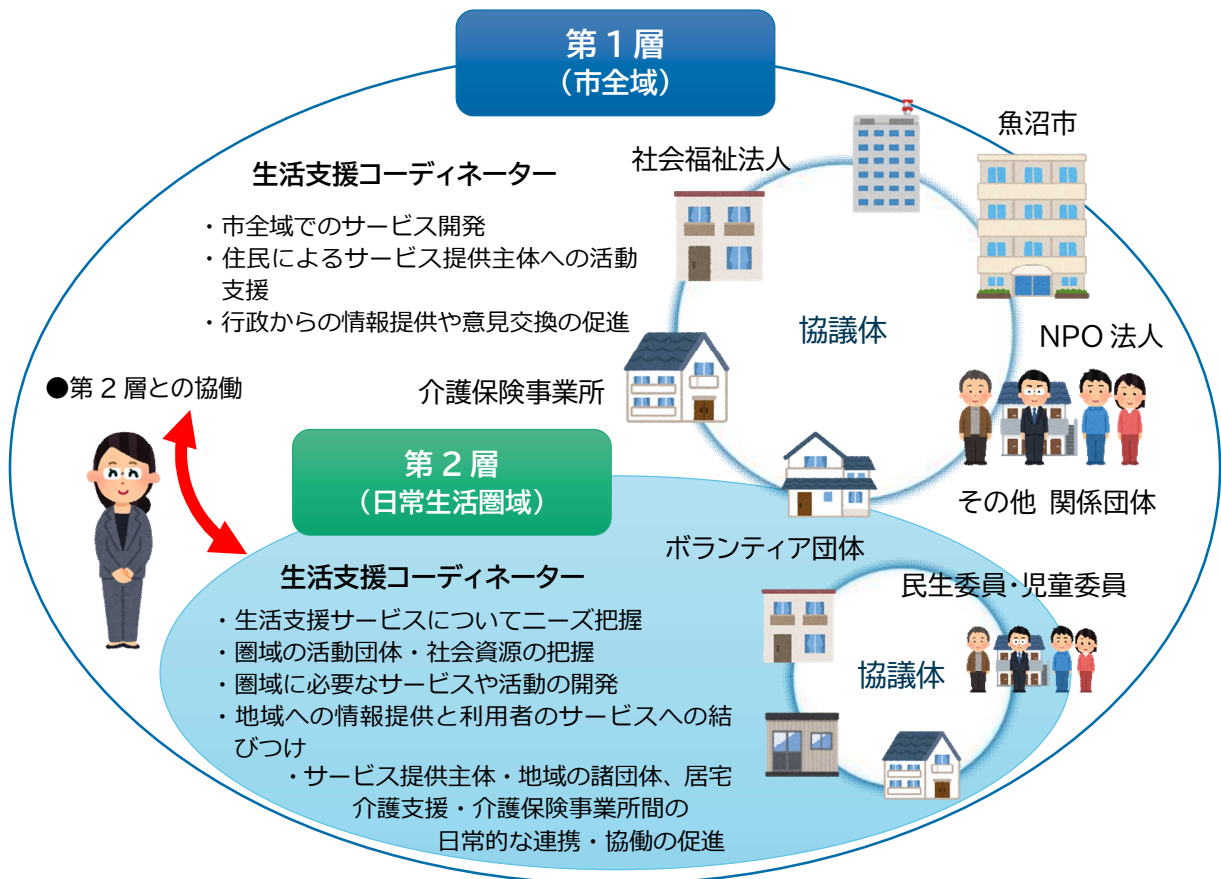 第1層
（市全域）
魚沼市
社会福祉法人
生活支援コーディネーター
・市全域でのサービス開発
・住民によるサービス提供主体への活動
支援
・行政からの情報提供や意見交換の促進
協議体
NPO法人
●第2層との協働
介護保険事業所
第2層
（日常生活圏域）
その他 関係団体
ボランティア団体
生活支援コーディネーター
民生委員・児童委員
・生活支援サービスについてニーズ把握
・圏域の活動団体・社会資源の把握
・圏域に必要なサービスや活動の開発
・地域への情報提供と利用者のサービスへの結
びつけ
・サービス提供主体・地域の諸団体、居宅
介護支援・介護保険事業所間の
日常的な連携・協働の促進
協議体